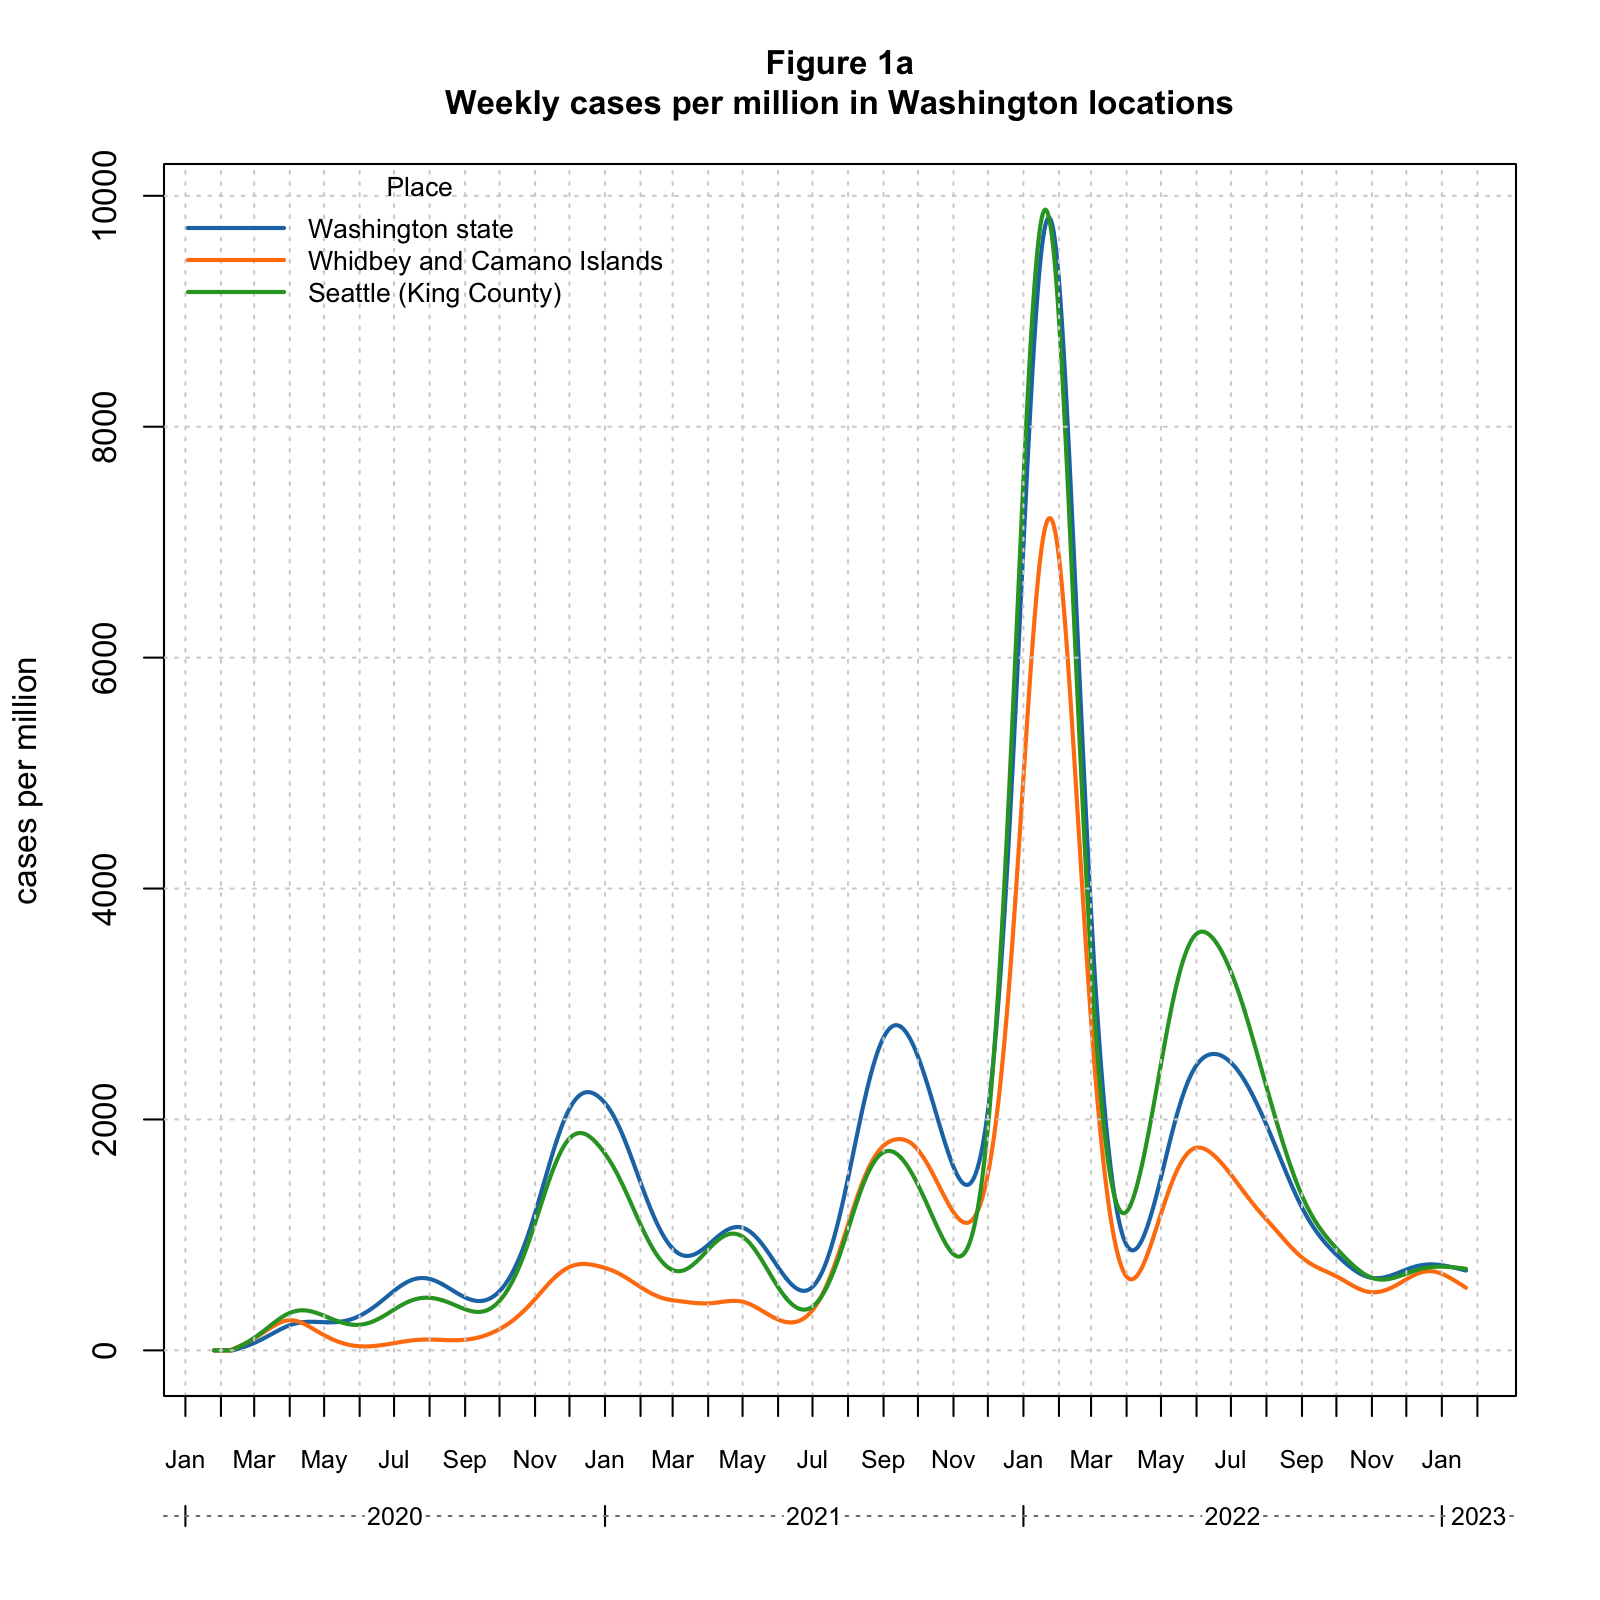 Figure 1a
Weekly cases per million in Washington locations
Place
Washington state
Whidbey and Camano Islands
Seattle (King County)
cases per million
10000
8000
6000
4000
2000
0
Jan Mar May Jul Sep Nov Jan Mar May Jul Sep Nov Jan Mar May Jul Sep Nov Jan
2020 2021 2022 2023